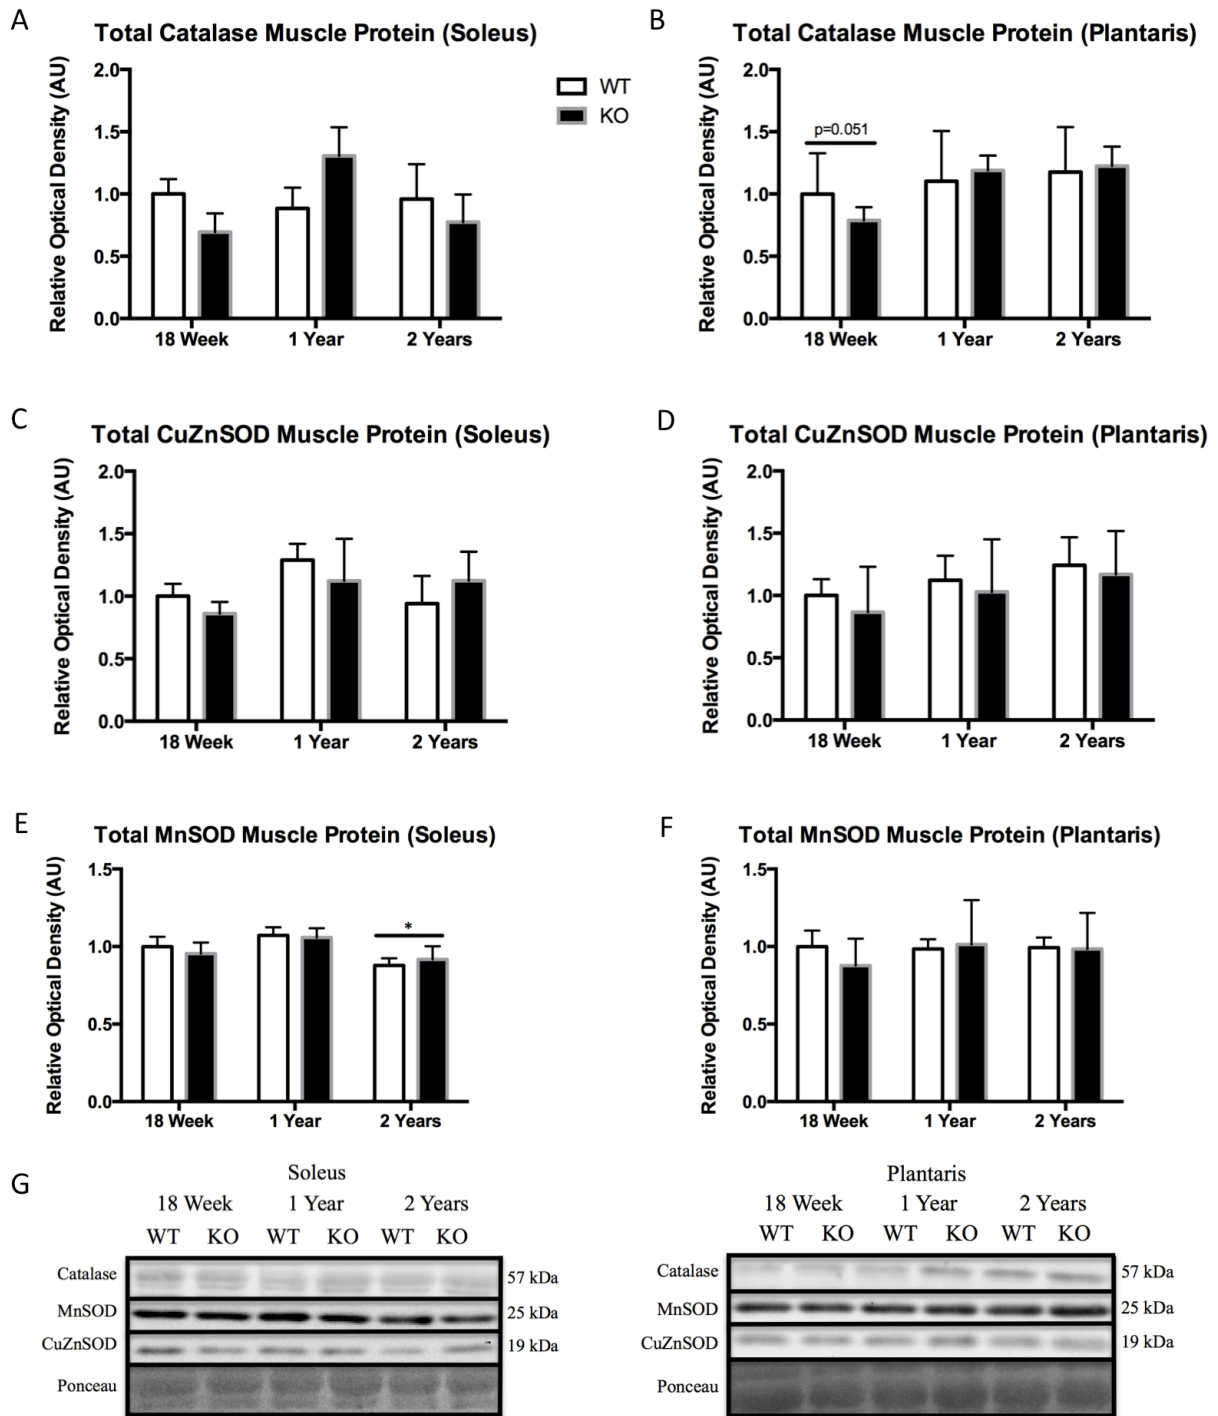 A
Total Catalase Muscle Protein (Soleus)
Relative Optical Density (AU)
2.0
1.5
1.0
0.5
0.0
18 Week 1 Year 2 Years
WT
KO
B
Total Catalase Muscle Protein (Plantaris)
Relative Optical Density (AU)
2.0
1.5
1.0
0.5
0.0
p=0.051
18 Week 1 Year 2 Years
C
Total CuZnSOD Muscle Protein (Soleus)
Relative Optical Density (AU)
2.0
1.5
1.0
0.5
0.0
18 Week 1 Year 2 Years
D
Total CuZnSOD Muscle Protein (Plantaris)
Relative Optical Density (AU)
2.0
1.5
1.0
0.5
0.0
18 Week 1 Year 2 Years
E
Total MnSOD Muscle Protein (Soleus)
Relative Optical Density (AU)
1.5
1.0
0.5
0.0
*
18 Week 1 Year 2 Years
F
Total MnSOD Muscle Protein (Plantaris)
Relative Optical Density (AU)
1.5
1.0
0.5
0.0
18 Week 1 Year 2 Years
G
Soleus
18 Week 1 Year 2 Years
WT KO WT KO WT KO
Catalase 57 kDa
MnSOD 25 kDa
CuZnSOD 19 kDa
Ponceau
Plantaris
18 Week 1 Year 2 Years
WT KO WT KO WT KO
Catalase 57 kDa
MnSOD 25 kDa
CuZnSOD 19 kDa
Ponceau